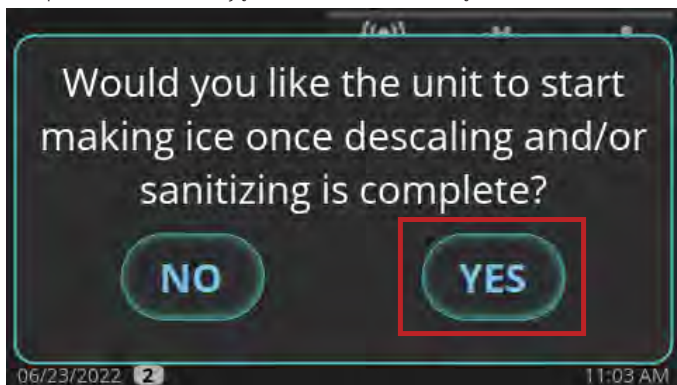 Would you like the unit to start
making ice once descaling and/or
sanitizing is complete?
NO YES
06/23/2022 2 11:03 AM